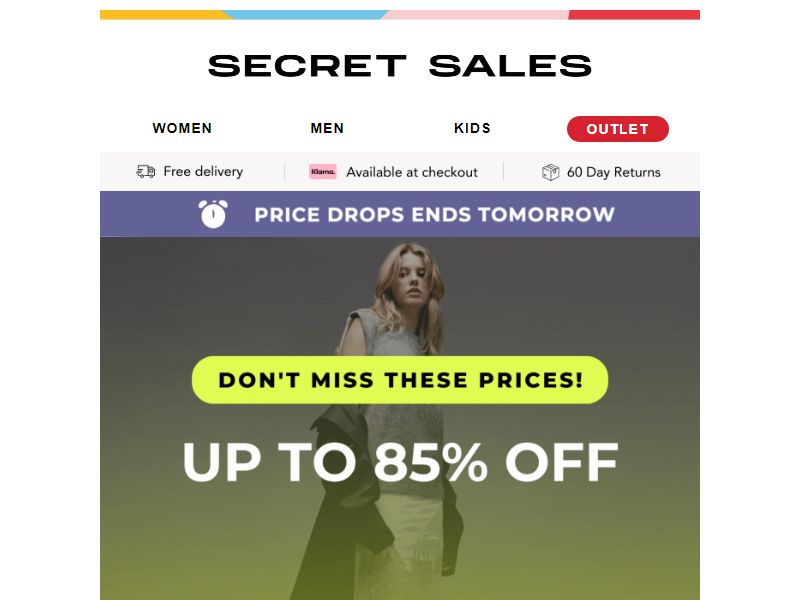 SECRET SALES
WOMEN MEN KIDS OUTLET
Free delivery Klarna. Available at checkout 60 Day Returns
PRICE DROPS ENDS TOMORROW
DON'T MISS THESE PRICES!
UP TO 85% OFF